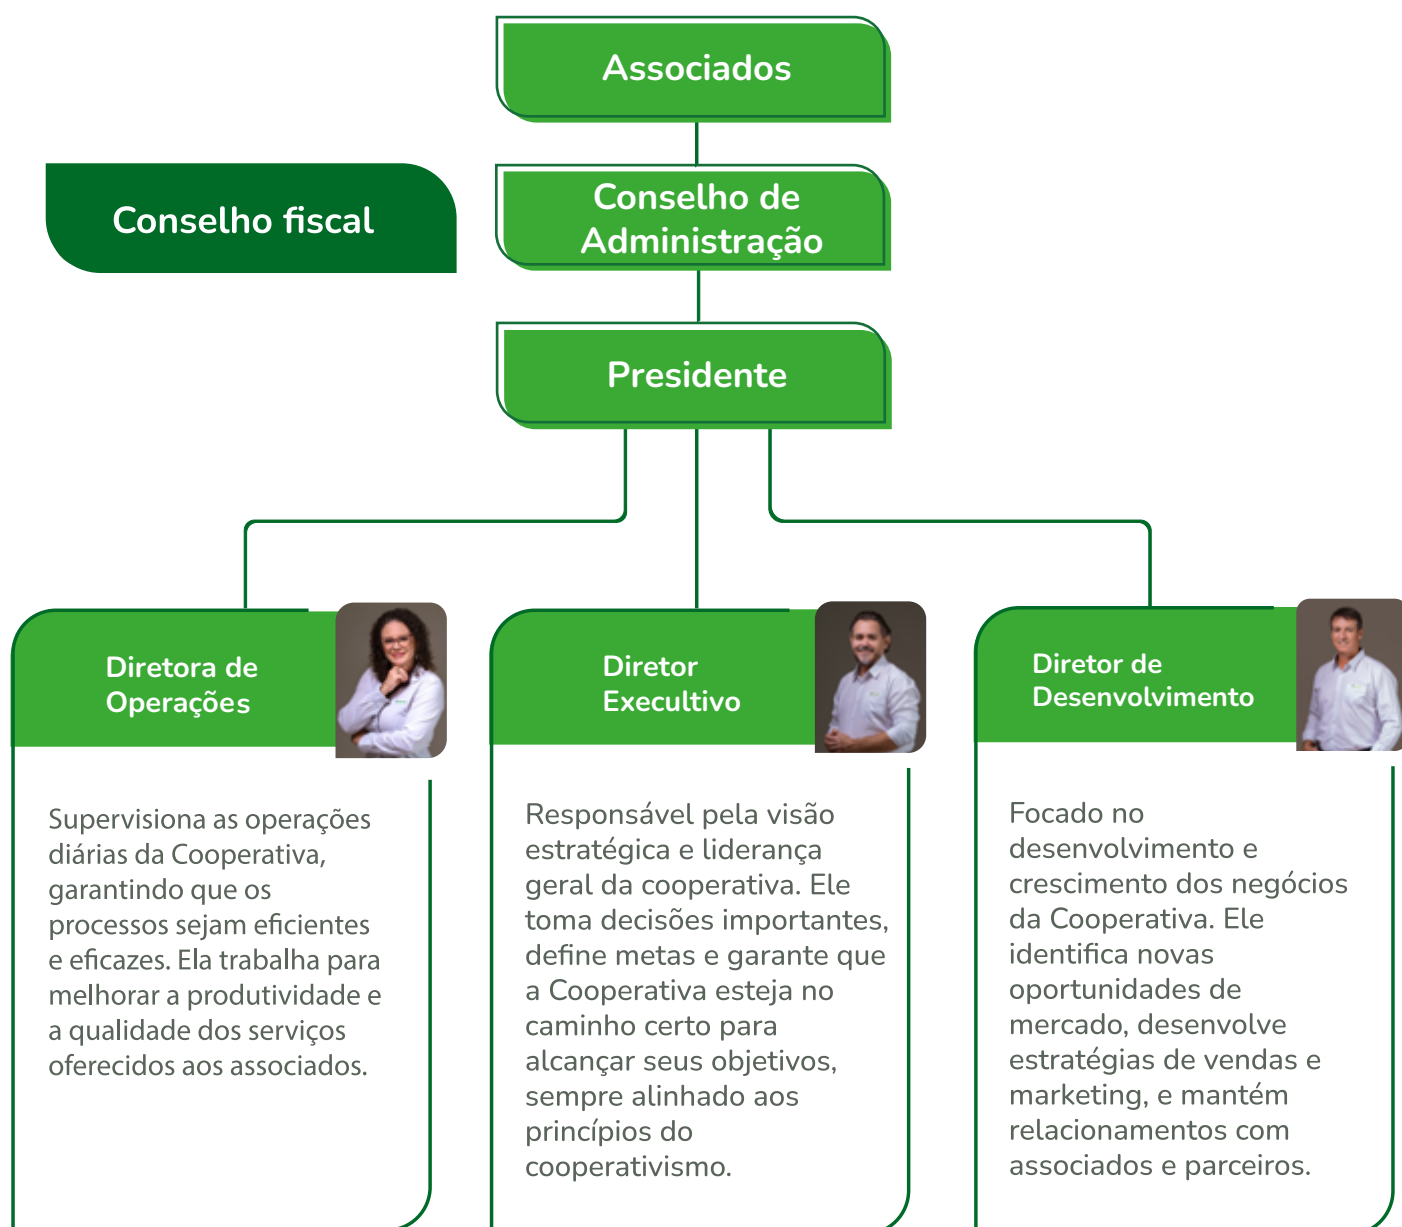 Associados
Conselho fiscal
Conselho de
Administração
Presidente
Diretora de
Operações
Supervisiona as operações
diárias da Cooperativa,
garantindo que os
processos sejam eficientes
e eficazes. Ela trabalha para
melhorar a produtividade e
a qualidade dos serviços
oferecidos aos associados.
Diretor
Executivo
Responsável pela visão
estratégica e liderança
geral da cooperativa. Ele
toma decisões importantes,
define metas e garante que
a Cooperativa esteja no
caminho certo para
alcançar seus objetivos,
sempre alinhado aos
princípios do
cooperativismo.
Diretor de
Desenvolvimento
Focado no
desenvolvimento e
crescimento dos negócios
da Cooperativa. Ele
identifica novas
oportunidades de
mercado, desenvolve
estratégias de vendas e
marketing, e mantém
relacionamentos com
associados e parceiros.